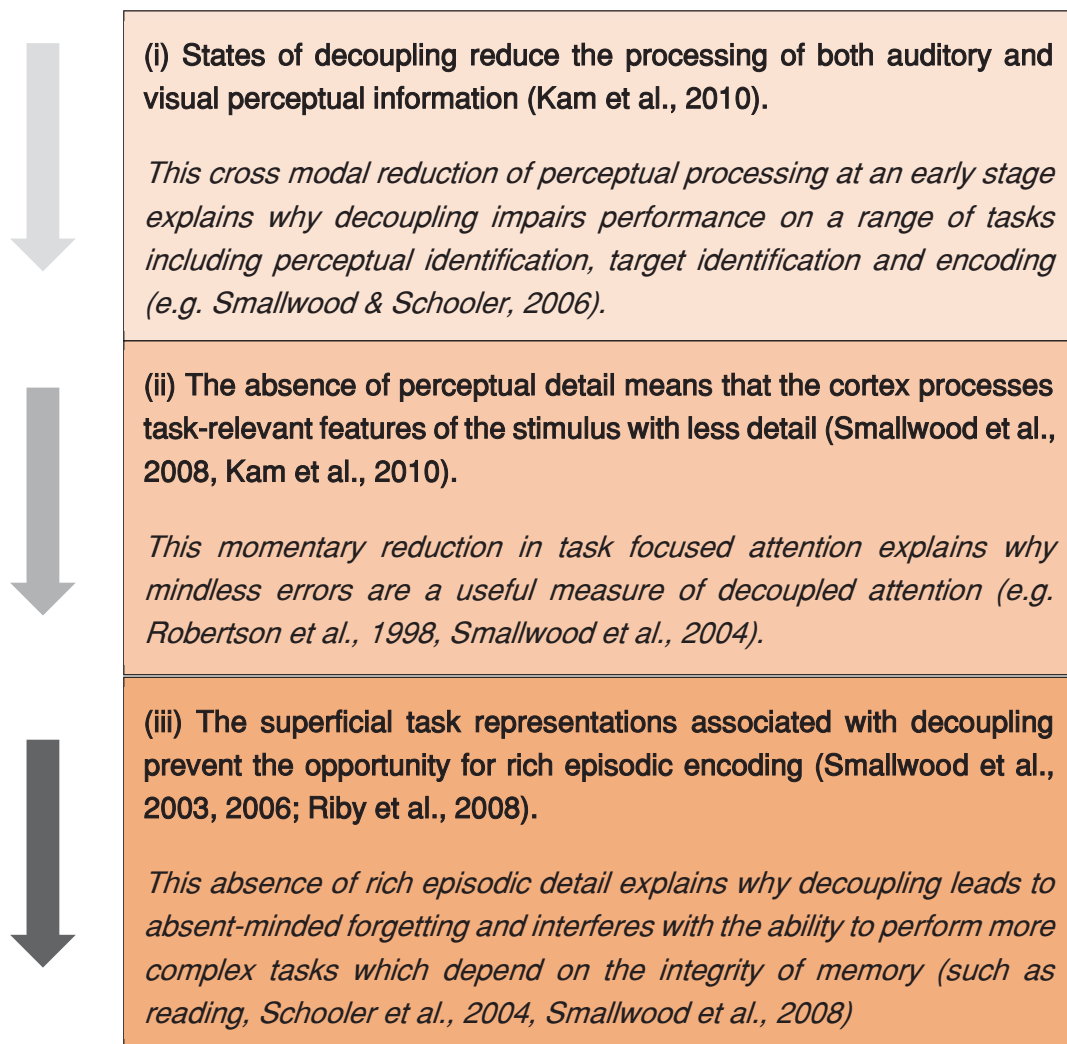 (i) States of decoupling reduce the processing of both auditory and
visual perceptual information (Kam et al., 2010).
This cross modal reduction of perceptual processing at an early stage
explains why decoupling impairs performance on a range of tasks
including perceptual identification, target identification and encoding
(e.g. Smallwood & Schooler, 2006).
(ii) The absence of perceptual detail means that the cortex processes
task-relevant features of the stimulus with less detail (Smallwood et al.,
2008, Kam et al., 2010).
This momentary reduction in task focused attention explains why
mindless errors are a useful measure of decoupled attention (e.g.
Robertson et al., 1998, Smallwood et al., 2004).
(iii) The superficial task representations associated with decoupling
prevent the opportunity for rich episodic encoding (Smallwood et al.,
2003, 2006; Riby et al., 2008).
This absence of rich episodic detail explains why decoupling leads to
absent-minded forgetting and interferes with the ability to perform more
complex tasks which depend on the integrity of memory (such as
reading, Schooler et al., 2004, Smallwood et al., 2008)